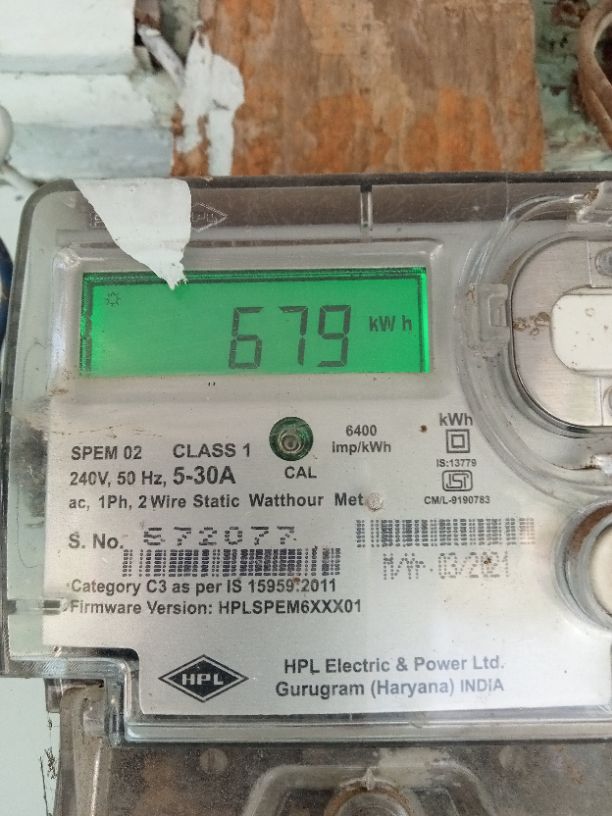 679 kW h
SPEM 02 CLASS 1
6400
imp/kWh
kWh
240V, 50 Hz, 5-30A
CAL
IS:13779
ISI
CM/L-9190783
ac, 1Ph, 2 Wire Static Watthour Met
S. No. 572077
M/Yr- 03/2021
Category C3 as per IS 15959:2011
Firmware Version: HPLSPEM6XXX01
HPL
HPL Electric & Power Ltd.
Gurugram (Haryana) INDIA